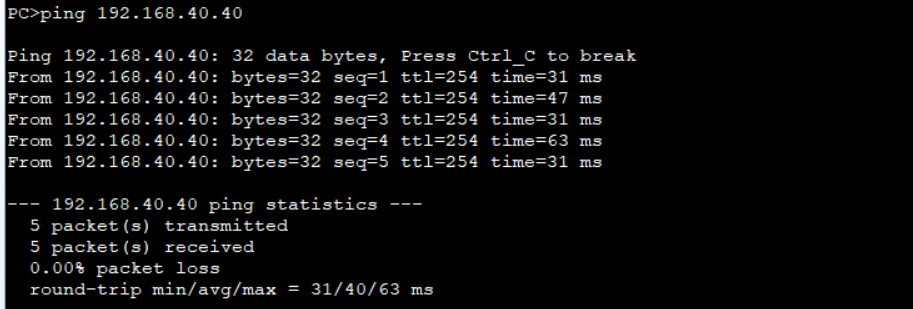 PC>ping 192.168.40.40
Ping 192.168.40.40: 32 data bytes, Press Ctrl_C to break
From 192.168.40.40: bytes=32 seq=1 ttl=254 time=31 ms
From 192.168.40.40: bytes=32 seq=2 ttl=254 time=47 ms
From 192.168.40.40: bytes=32 seq=3 ttl=254 time=31 ms
From 192.168.40.40: bytes=32 seq=4 ttl=254 time=63 ms
From 192.168.40.40: bytes=32 seq=5 ttl=254 time=31 ms
--- 192.168.40.40 ping statistics ---
5 packet(s) transmitted
5 packet(s) received
0.00% packet loss
round-trip min/avg/max = 31/40/63 ms